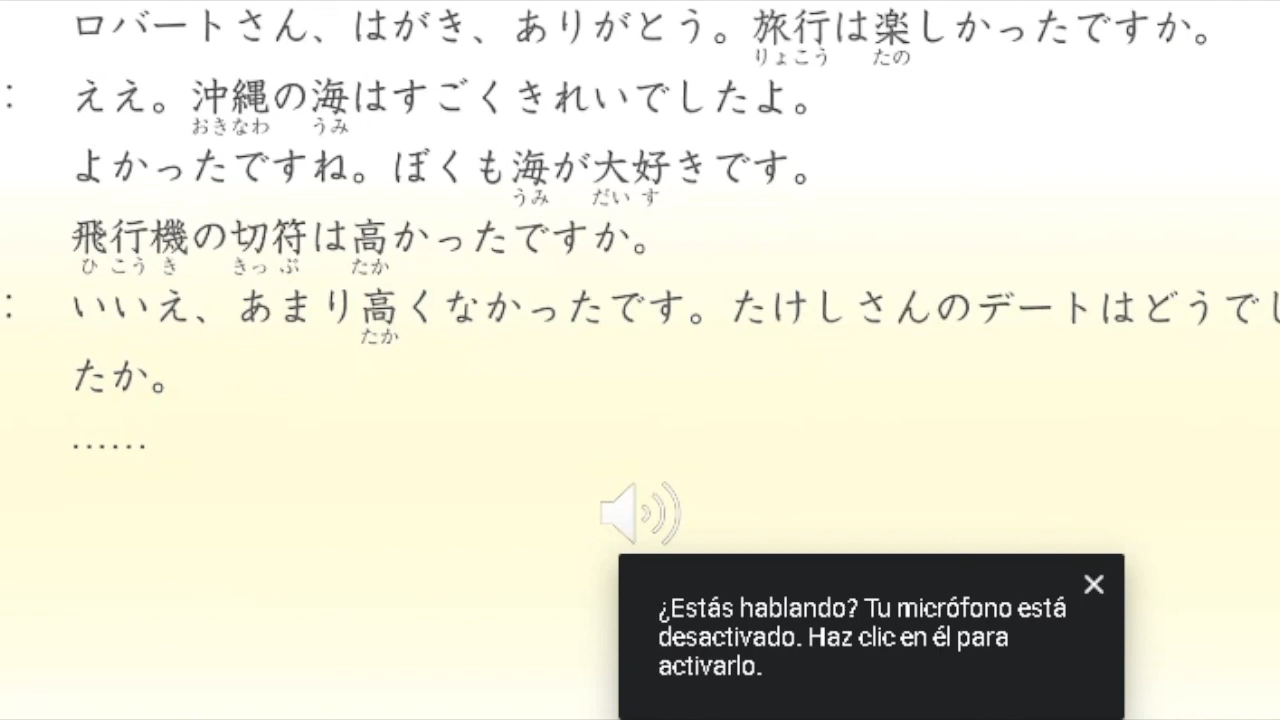 ロバートさん、はがき、ありがとう。旅行は楽しかったですか。
りょこう たの
： ええ。沖縄の海はすごくきれいでしたよ。
おきなわ うみ
よかったですね。ぼくも海が大好きです。
うみ だい す
飛行機の切符は高かったですか。
ひ こう き きっ ぷ たか
： いいえ、あまり高くなかったです。たけしさんのデートはどうでし
たか
たか。
……
¿Estás hablando? Tu micrófono está
desactivado. Haz clic en él para
activarlo.